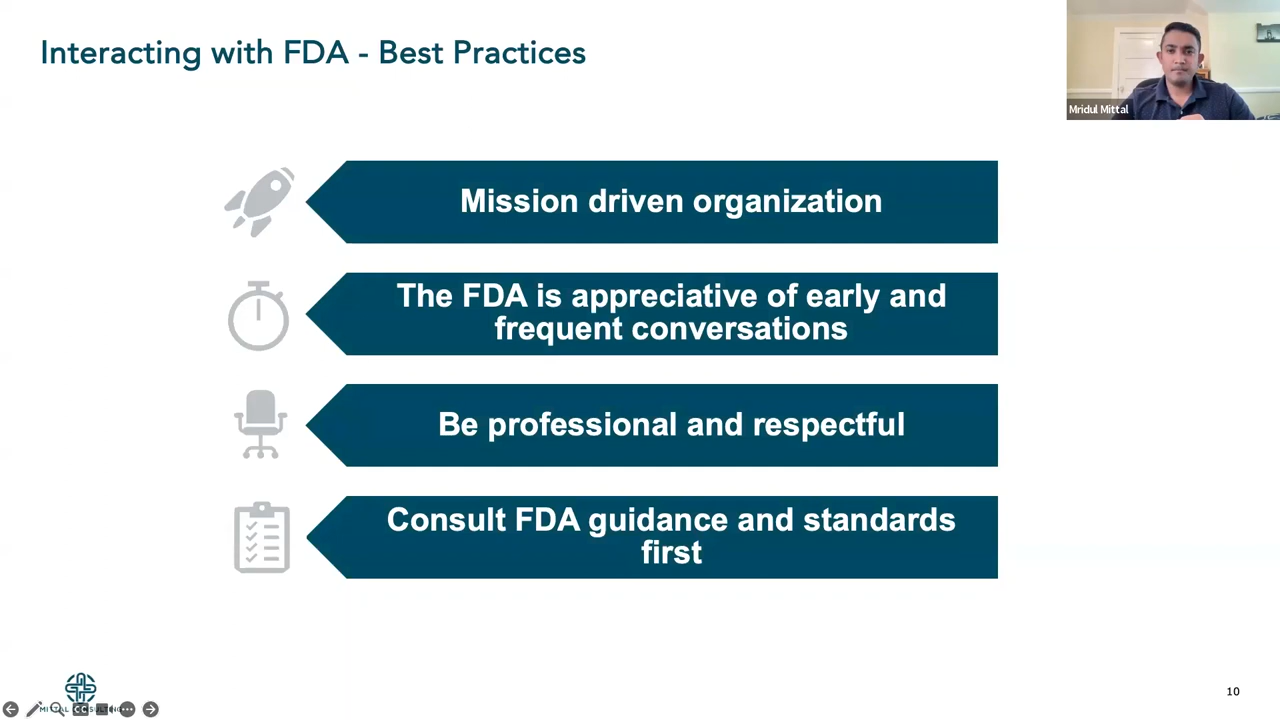 Interacting with FDA - Best Practices
Mridul Mittal
Mission driven organization
The FDA is appreciative of early and
frequent conversations
Be professional and respectful
Consult FDA guidance and standards
first
10
CC